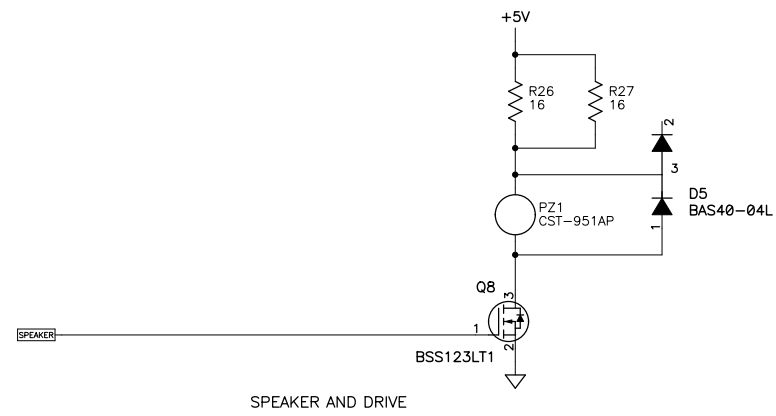 +5V
R26
16
R27
16
2
3
D5
BAS40-04L
1
PZ1
CST-951AP
Q8
3
SPEAKER
1
2
BSS123LT1
SPEAKER AND DRIVE